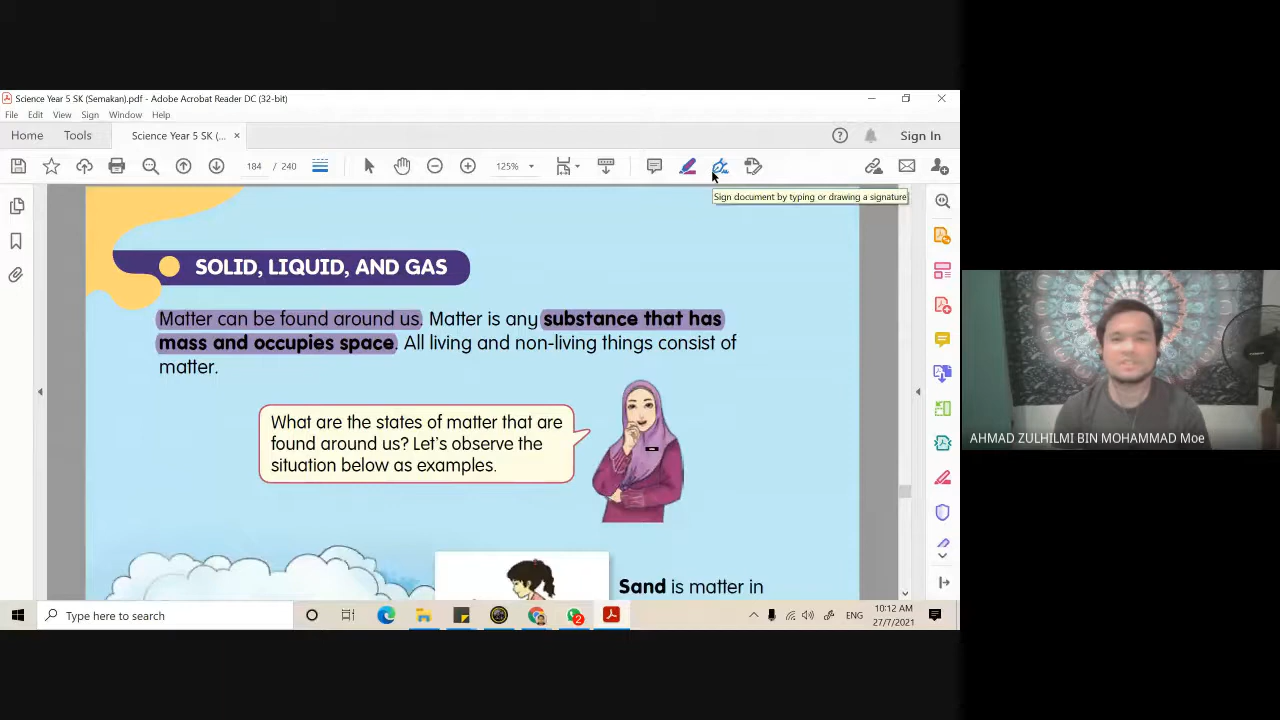 Science Year 5 SK (Semakan).pdf - Adobe Acrobat Reader DC (32-bit)
File Edit View Sign Window Help
Home Tools Science Year 5 SK (... × Sign In
184 / 240 125%
Sign document by typing or drawing a signature
SOLID, LIQUID, AND GAS
Matter can be found around us. Matter is any substance that has
mass and occupies space. All living and non-living things consist of
matter.
What are the states of matter that are
found around us? Let's observe the
situation below as examples.
Sand is matter in
AHMAD ZULHILMI BIN MOHAMMAD Moe
Type here to search
2
ENG
10:12 AM
27/7/2021